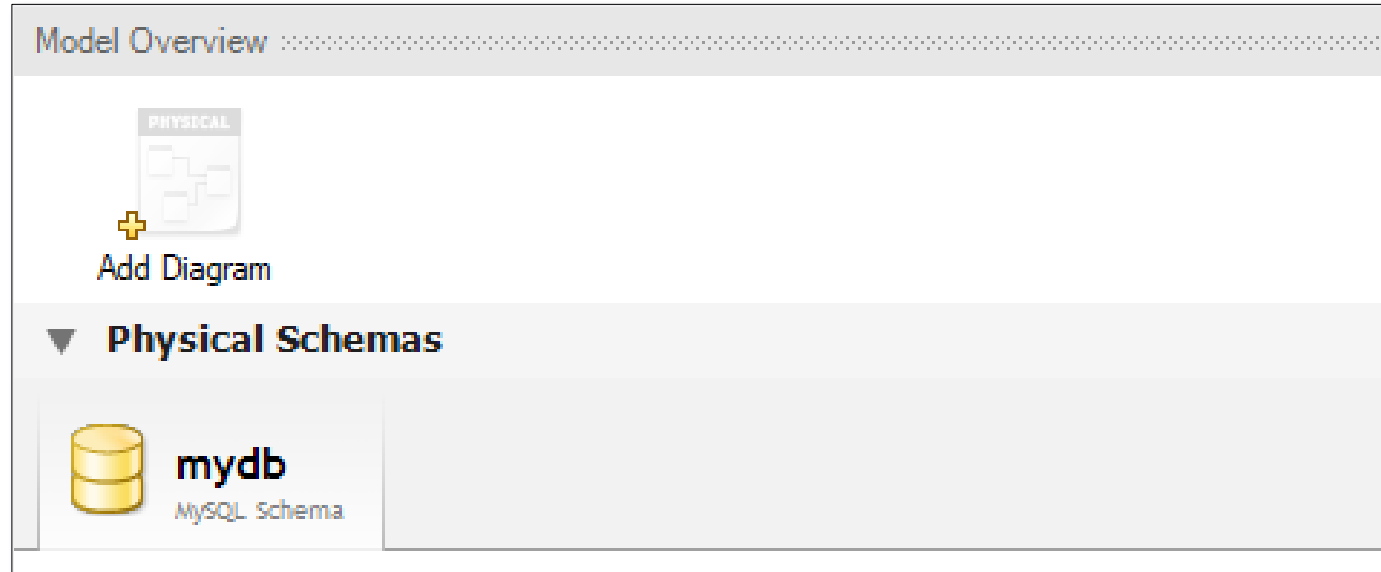 Model Overview
PHYSICAL
Add Diagram
Physical Schemas
mydb
MySQL Schema